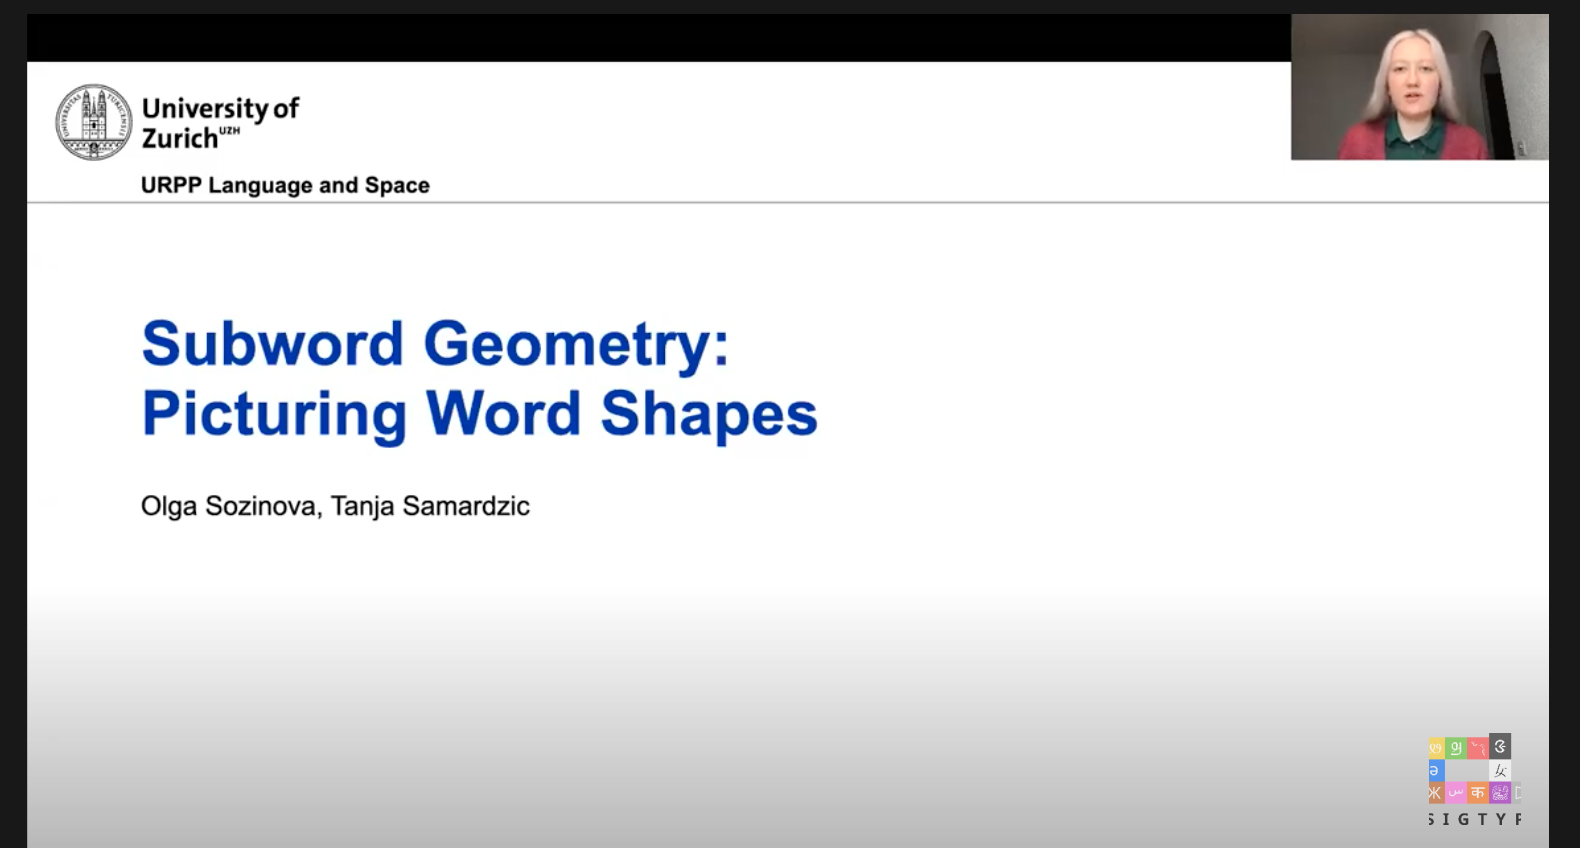 University of
Zurich UZH
URPP Language and Space
Subword Geometry:
Picturing Word Shapes
Olga Sozinova, Tanja Samardzic
SIGTYP